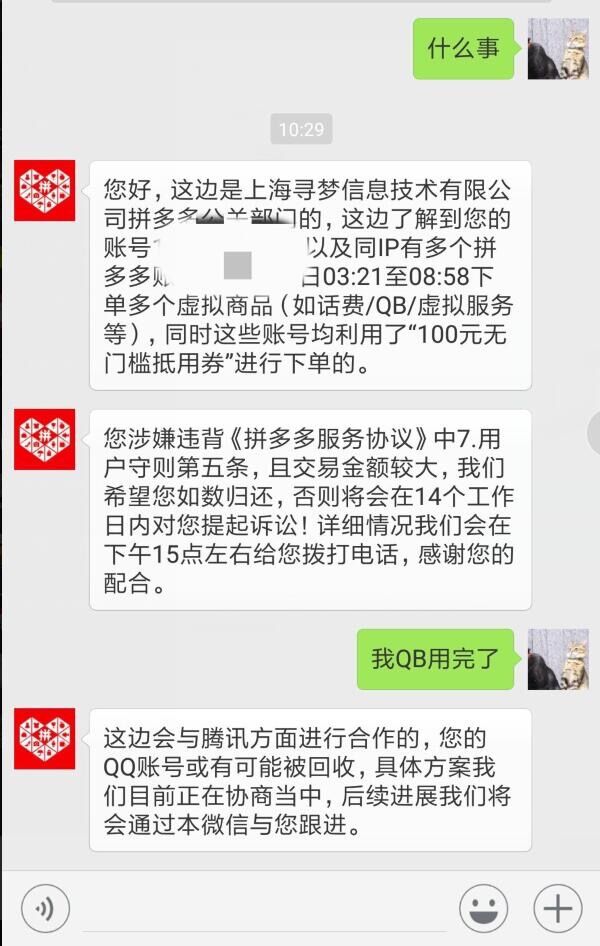 什么事
10:29
您好，这边是上海寻梦信息技术有限公
司拼多多公关部门的，这边了解到您的
账号 以及同IP有多个拼
多多账 日03:21至08:58下
单多个虚拟商品（如话费/QB/虚拟服务
等），同时这些账号均利用了“100元无
门槛抵用券”进行下单的。
您涉嫌违背《拼多多服务协议》中7.用
户守则第五条，且交易金额较大，我们
希望您如数归还，否则将会在14个工作
日内对您提起诉讼！详细情况我们会在
下午15点左右给您拨打电话，感谢您的
配合。
我QB用完了
这边会与腾讯方面进行合作的，您的
QQ账号或有可能被回收，具体方案我
们目前正在协商当中，后续进展我们将
会通过本微信与您跟进。